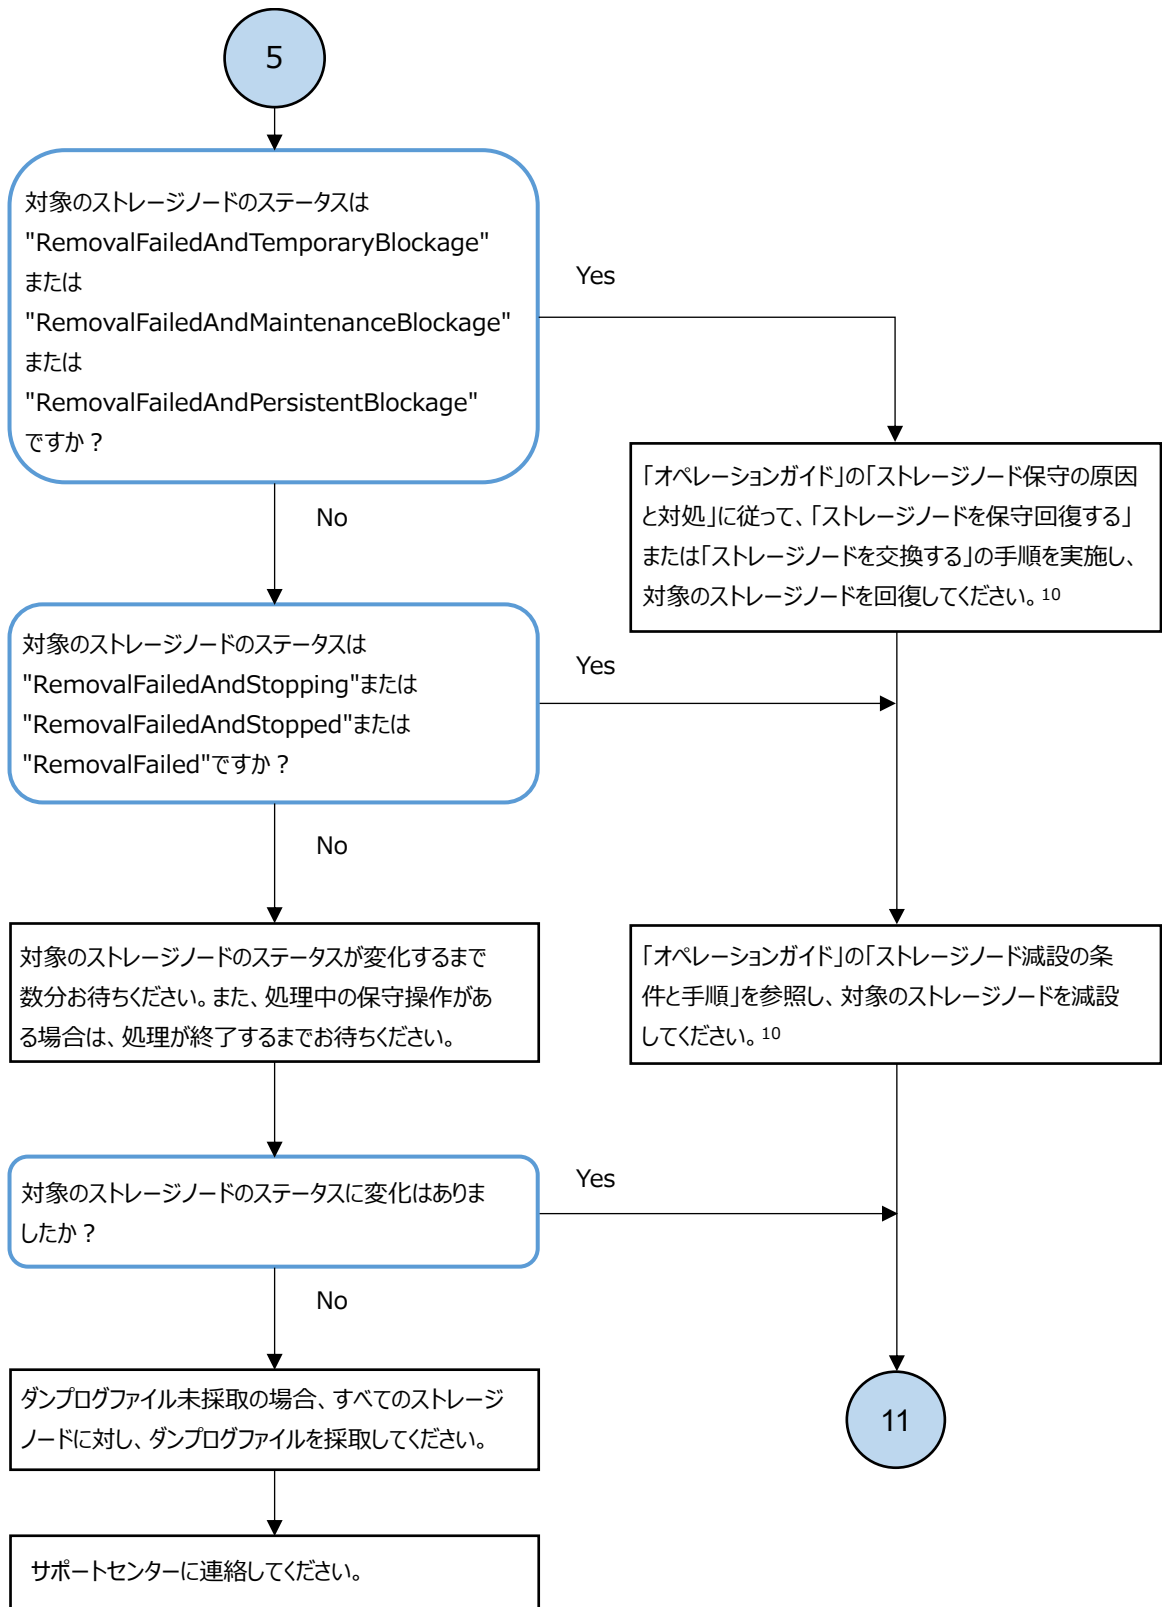 5
対象のストレージノードのステータスは
"RemovalFailedAndTemporaryBlockage"
または
"RemovalFailedAndMaintenanceBlockage"
または
"RemovalFailedAndPersistentBlockage"
ですか？
Yes
「オペレーションガイド」の「ストレージノード保守の原因
と対処」に従って、「ストレージノードを保守回復する」
または「ストレージノードを交換する」の手順を実施し、
対象のストレージノードを回復してください。10
No
対象のストレージノードのステータスは
"RemovalFailedAndStopping"または
"RemovalFailedAndStopped"または
"RemovalFailed"ですか？
Yes
No
対象のストレージノードのステータスが変化するまで
数分お待ちください。また、処理中の保守操作があ
る場合は、処理が終了するまでお待ちください。
「オペレーションガイド」の「ストレージノード減設の条
件と手順」を参照し、対象のストレージノードを減設
してください。10
対象のストレージノードのステータスに変化はありま
したか？
Yes
No
ダンプログファイル未採取の場合、すべてのストレージ
ノードに対し、ダンプログファイルを採取してください。
11
サポートセンターに連絡してください。